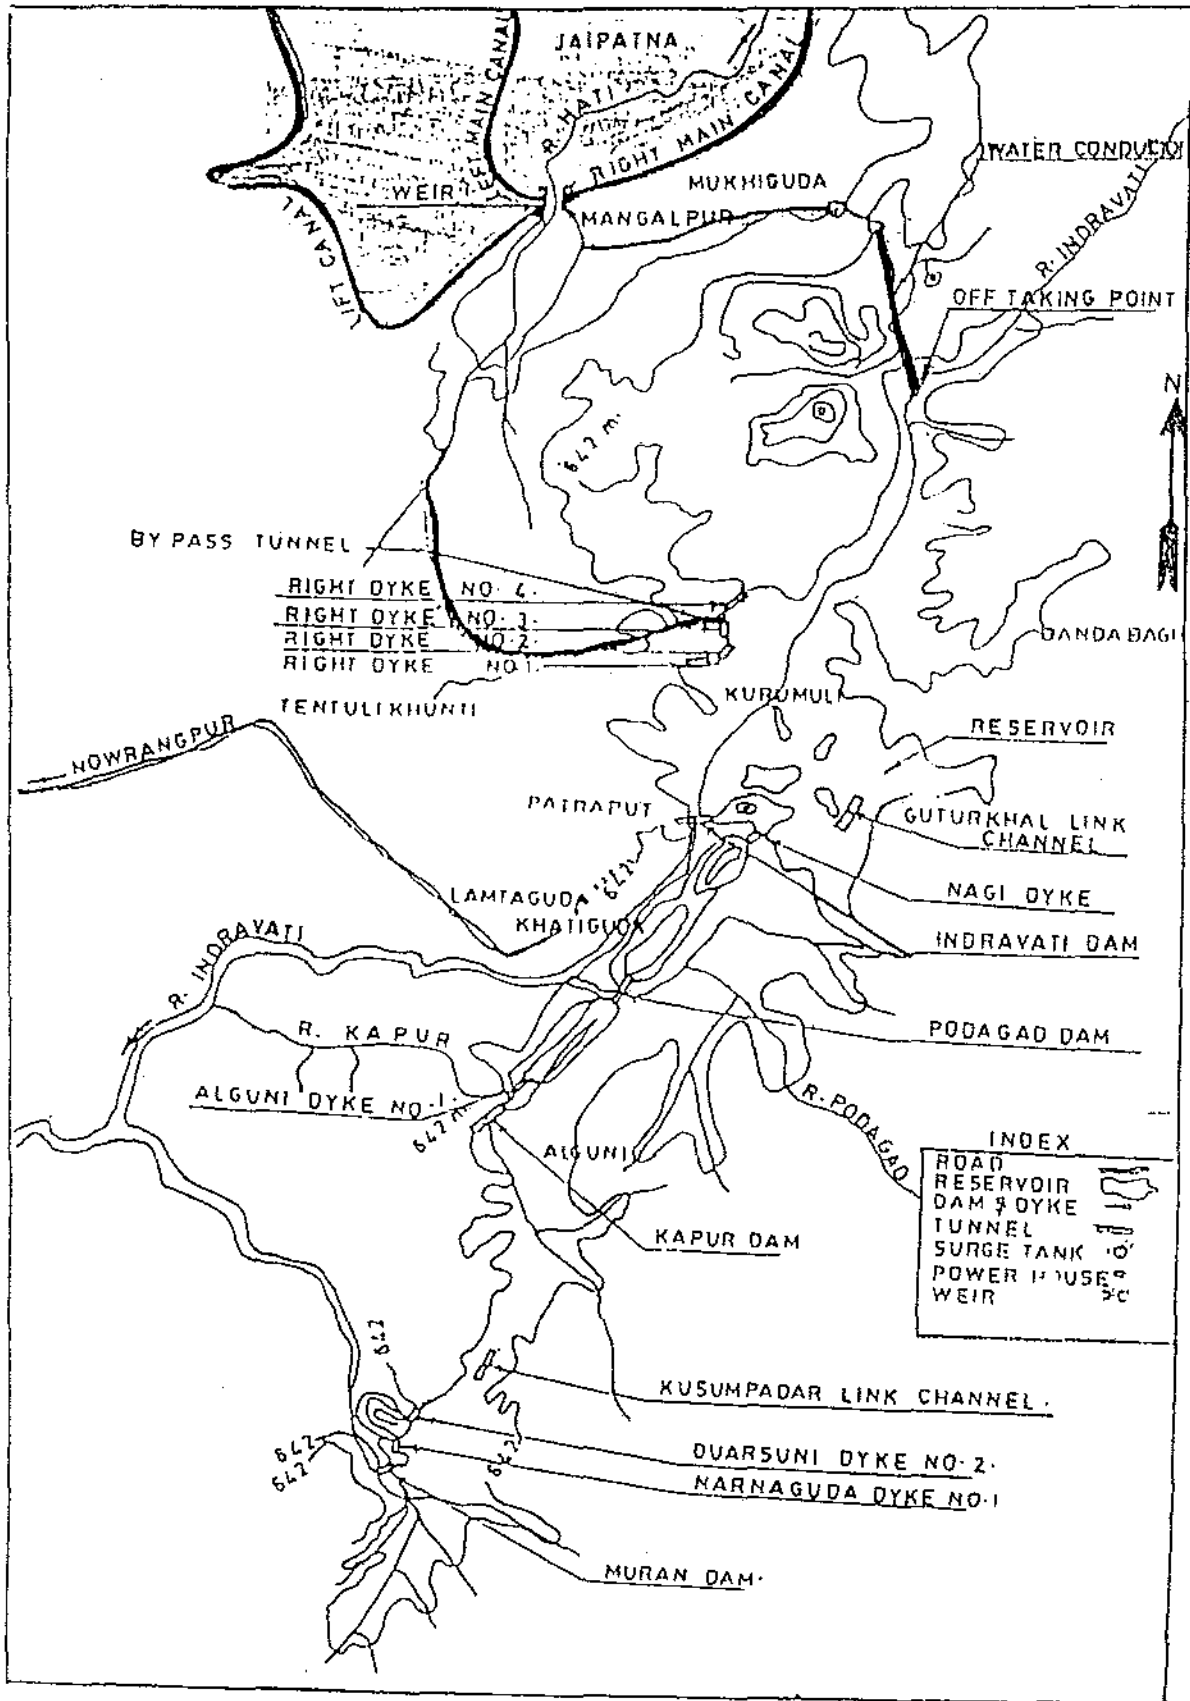 JAIPATNA
LEFT MAIN CANAL
R. HATI
RIGHT MAIN CANAL
WATER CONDUCTOR
WEIR
MUKHIGUDA
MANGALPUR
LIFT CANAL
R. INDRAVATI
OFF TAKING POINT
N
642 m.
BY PASS TUNNEL
RIGHT DYKE NO. 4.
RIGHT DYKE NO. 3.
RIGHT DYKE NO. 2.
RIGHT DYKE NO 1.
DANDABAGI
TENTULIKHUNTI
KURUMULI
NOWRANGPUR
RESERVOIR
PATRAPUT
GUTURKHAL LINK
CHANNEL
642
NAGI DYKE
LAMTAGUDA
KHATIGUDA
INDRAVATI DAM
R. INDRAVATI
R. KAPUR
PODAGAD DAM
ALGUNI DYKE NO. 1.
642 m
R. PODAGAD
ALGUNI
INDEX
ROAD
RESERVOIR
DAM & DYKE
TUNNEL
SURGE TANK
POWER HOUSE
WEIR
KAPUR DAM
642
KUSUMPADAR LINK CHANNEL.
642
642
642
DUARSUNI DYKE NO. 2.
NARNAGUDA DYKE NO. 1
MURAN DAM.